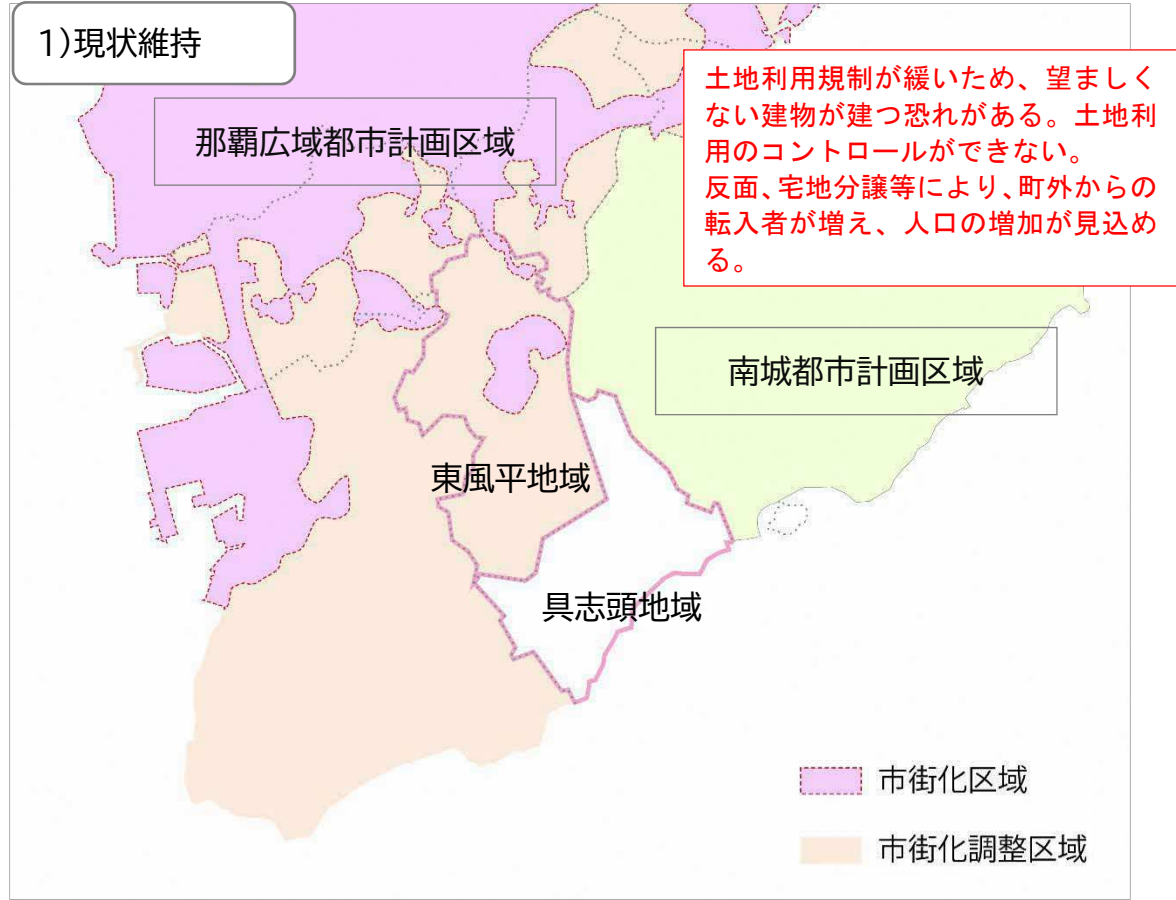 1)現状維持
土地利用規制が緩いため、望ましく
ない建物が建つ恐れがある。土地利
用のコントロールができない。
反面、宅地分譲等により、町外からの
転入者が増え、人口の増加が見込め
る。
那覇広域都市計画区域
南城都市計画区域
東風平地域
具志頭地域
市街化区域
市街化調整区域